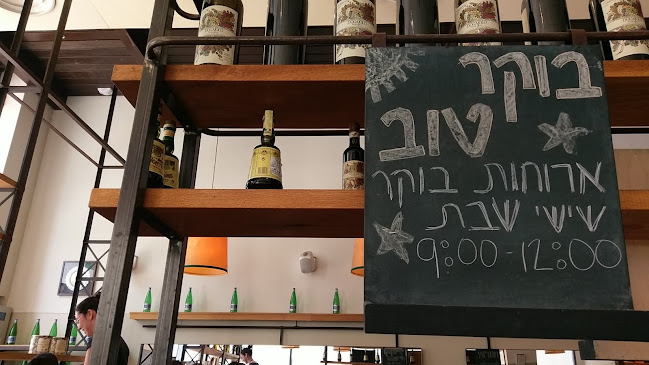 בוקר
טוב
ארוחות בוקר
שישי שבת
9:00-12:00